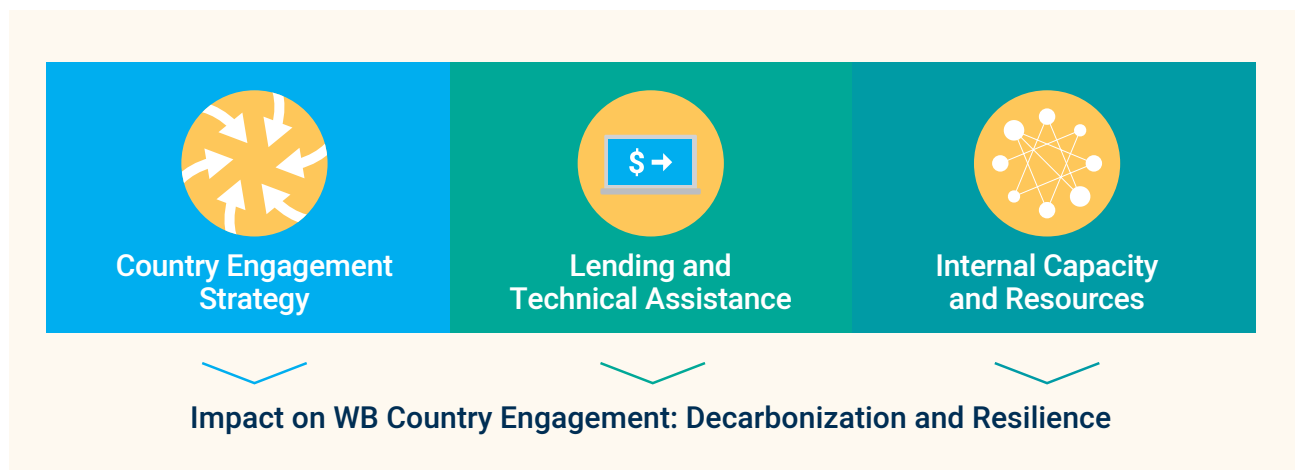 $
Country Engagement
Strategy
Lending and
Technical Assistance
Internal Capacity
and Resources
Impact on WB Country Engagement: Decarbonization and Resilience